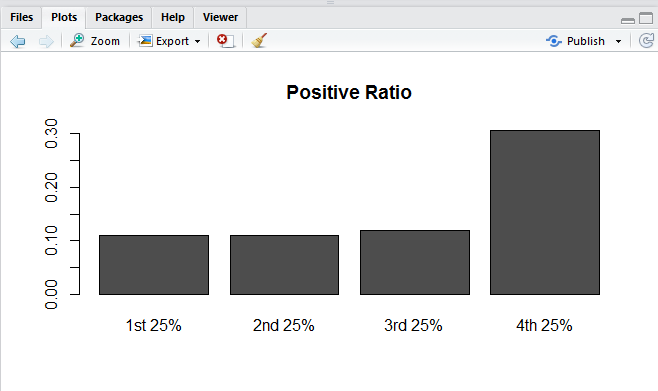 Files Plots Packages Help Viewer
Zoom Export Publish
Positive Ratio
0.30
0.20
0.10
0.00
1st 25% 2nd 25% 3rd 25% 4th 25%